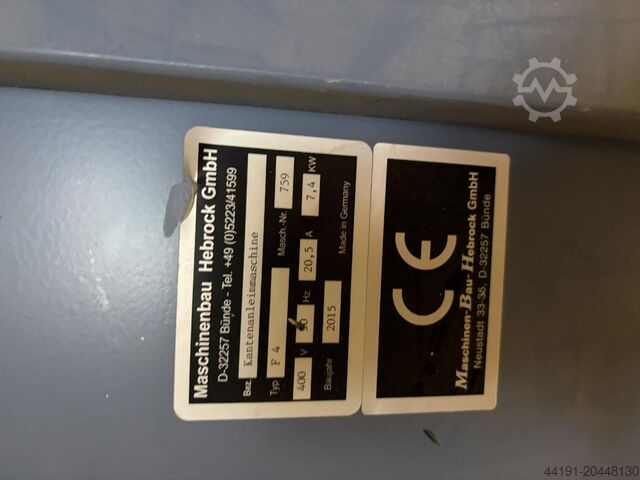 Maschinenbau Hebrock GmbH
D-32257 Bünde - Tel. +49 (0)5223/41599
Bez. Kantenanleimmaschine
Typ F 4 Masch.-Nr. 759
400 V 50 Hz 20,5 A 7,4 KW
Baujahr 2015 Made in Germany
CE
Maschinen-Bau-Hebrock GmbH
Neustadt 33-35, D-32257 Bünde
44191-20448130